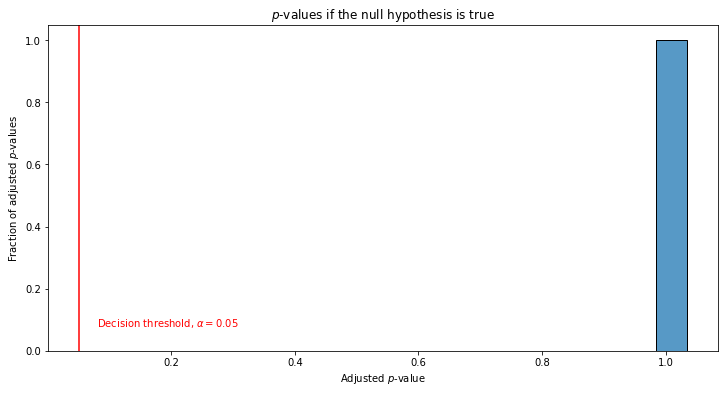 p-values if the null hypothesis is true
1.0
0.8
0.6
0.4
0.2
0.0
Fraction of adjusted p-values
Decision threshold, α = 0.05
0.2
0.4
0.6
0.8
1.0
Adjusted p-value